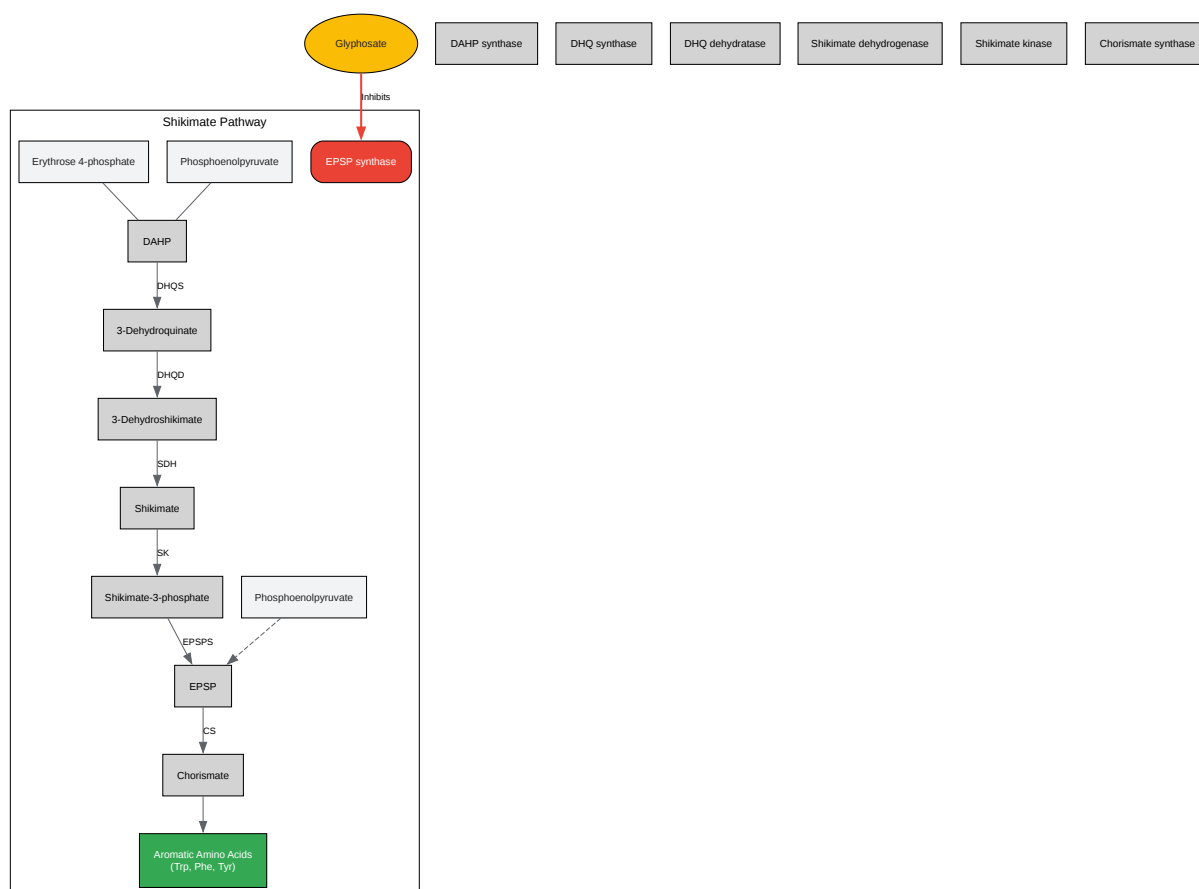 Glyphosate
DAHP synthase
DHQ synthase
DHQ dehydratase
Shikimate dehydrogenase
Shikimate kinase
Chorismate synthase
Inhibits
Shikimate Pathway
Erythrose 4-phosphate
Phosphoenolpyruvate
EPSP synthase
DAHP
DHQS
3-Dehydroquinate
DHQD
3-Dehydroshikimate
SDH
Shikimate
SK
Shikimate-3-phosphate
Phosphoenolpyruvate
EPSPS
EPSP
CS
Chorismate
Aromatic Amino Acids
(Trp, Phe, Tyr)